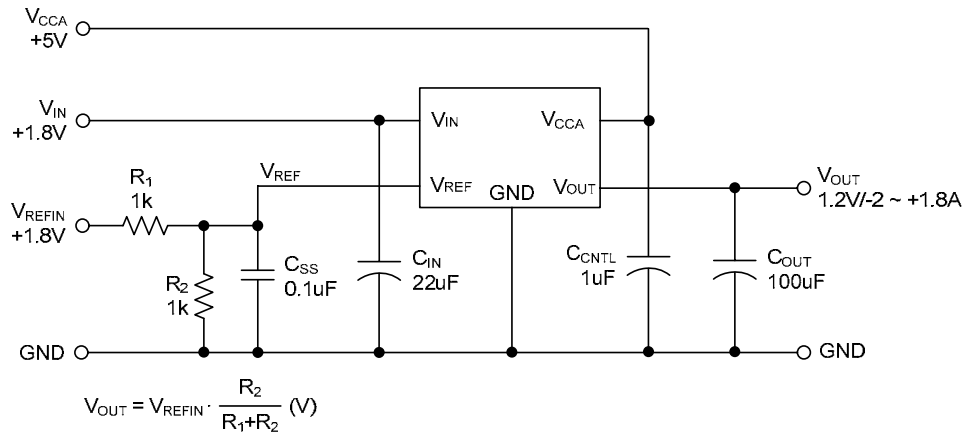 VCCA
+5V
VIN
+1.8V
VIN
VCCA
VREF
VREF
GND
VOUT
VOUT
1.2V/-2 ~ +1.8A
R1
1k
VREFIN
+1.8V
R2
1k
CSS
0.1uF
CIN
22uF
CCNTL
1uF
COUT
100uF
GND
GND
VOUT = VREFIN · R2 / R1+R2 (V)